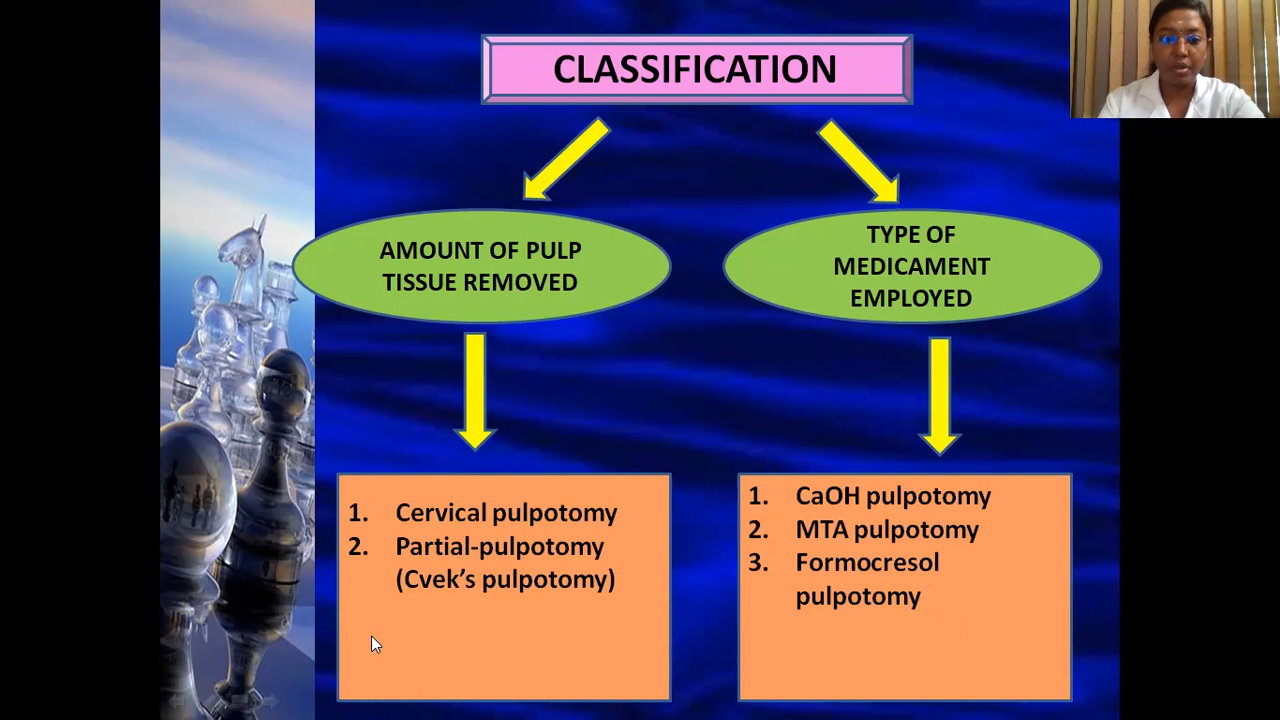 CLASSIFICATION
AMOUNT OF PULP
TISSUE REMOVED
TYPE OF
MEDICAMENT
EMPLOYED
1. Cervical pulpotomy
2. Partial-pulpotomy
(Cvek’s pulpotomy)
1. CaOH pulpotomy
2. MTA pulpotomy
3. Formocresol
pulpotomy